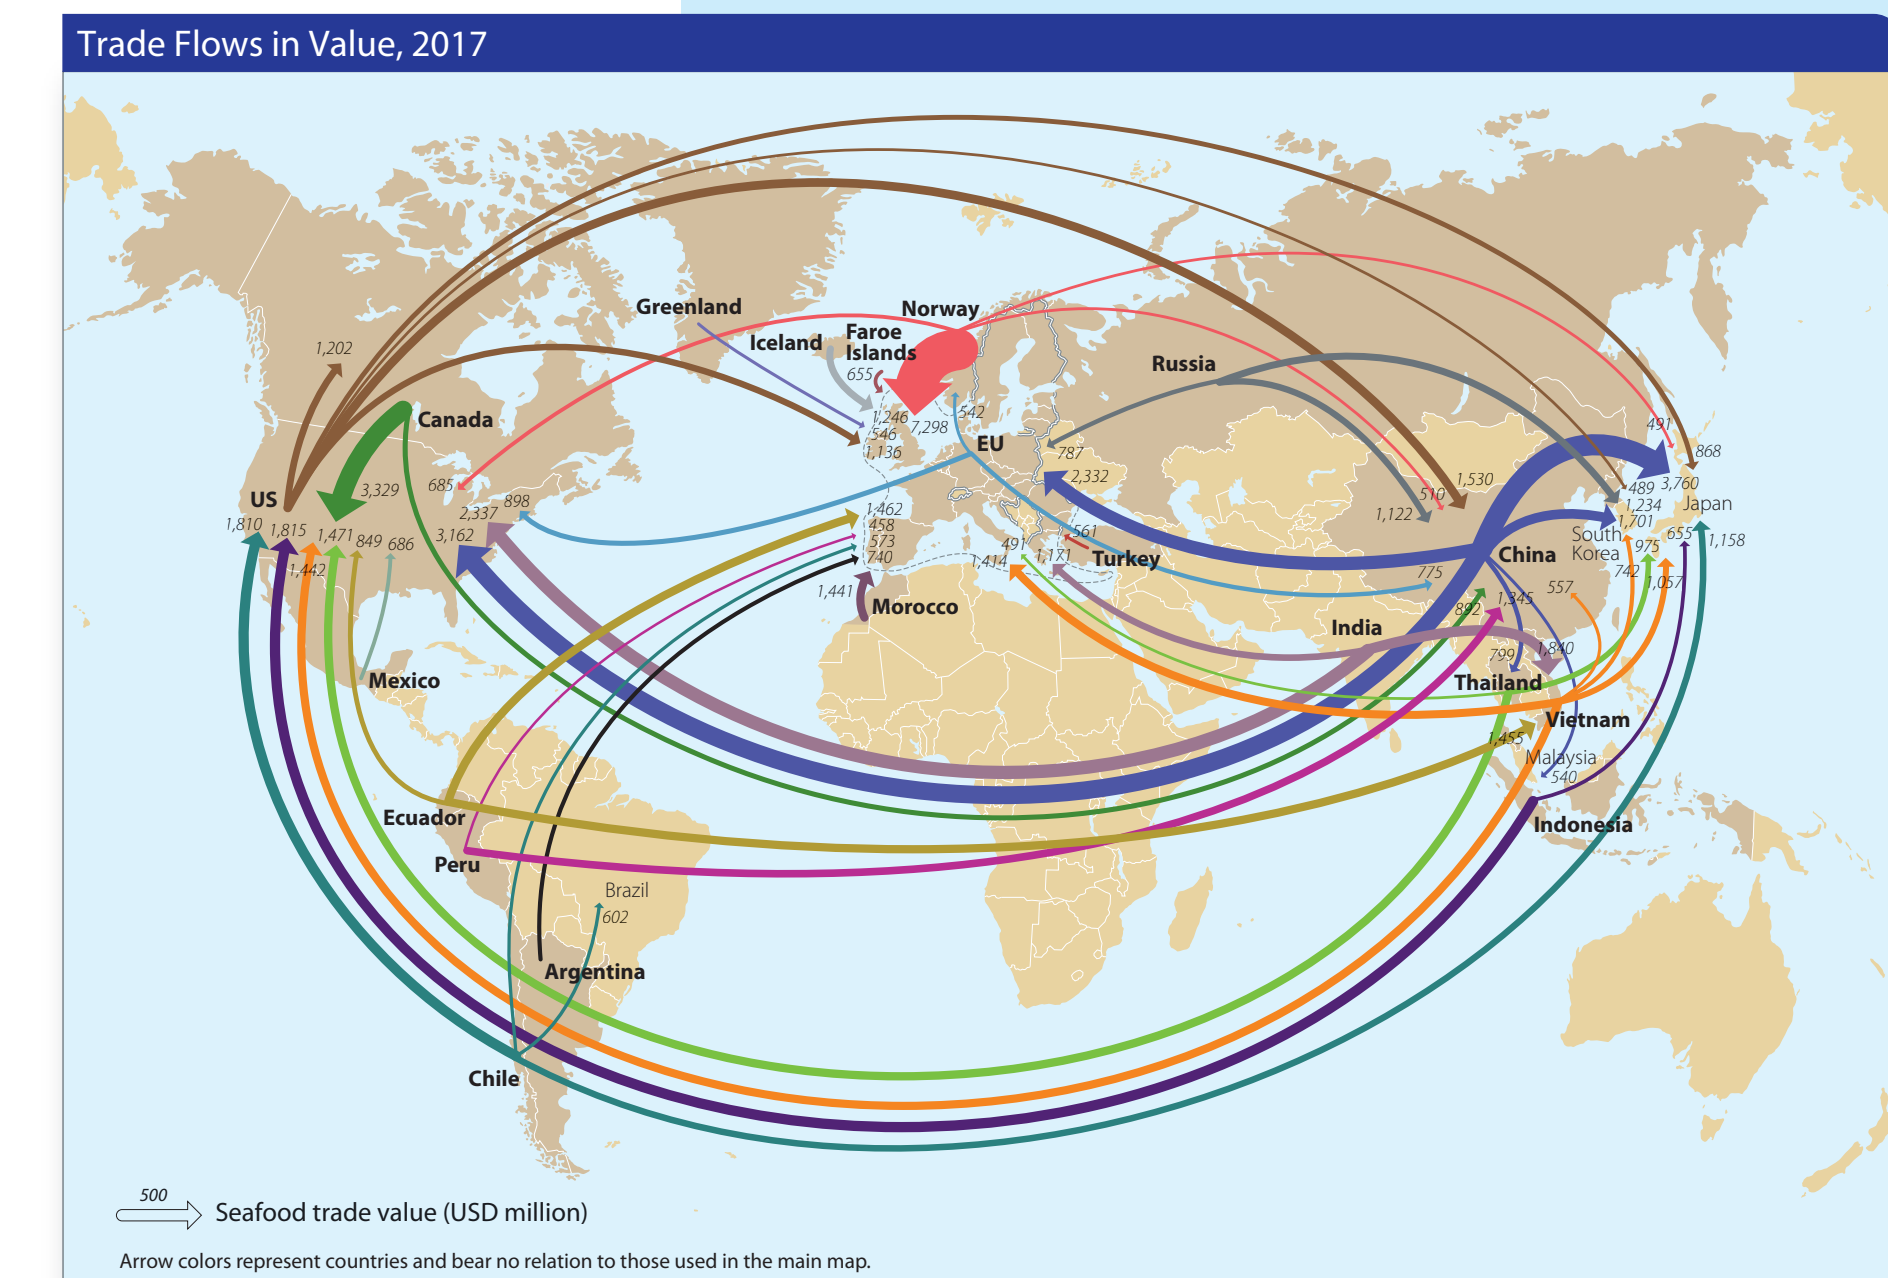 Trade Flows in Value, 2017
Greenland
Norway
Faroe
Islands
Iceland
655
1,202
Russia
Canada
1,246
546
1,136
7,298
542
EU
787
2,332
491
868
3,760
489
1,234
1,701
Japan
South
Korea
1,530
510
1,122
US
3,329
685
898
2,337
3,162
1,810
1,815
1,471
849
686
1,442
1,462
458
573
740
561
Turkey
491
1,171
1,414
1,441
Morocco
China
775
892
1,345
557
742
975
655
1,158
1,057
India
799
1,840
Thailand
Vietnam
1,455
Malaysia
540
Indonesia
Mexico
Ecuador
Peru
Brazil
602
Argentina
Chile
500
Seafood trade value (USD million)
Arrow colors represent countries and bear no relation to those used in the main map.